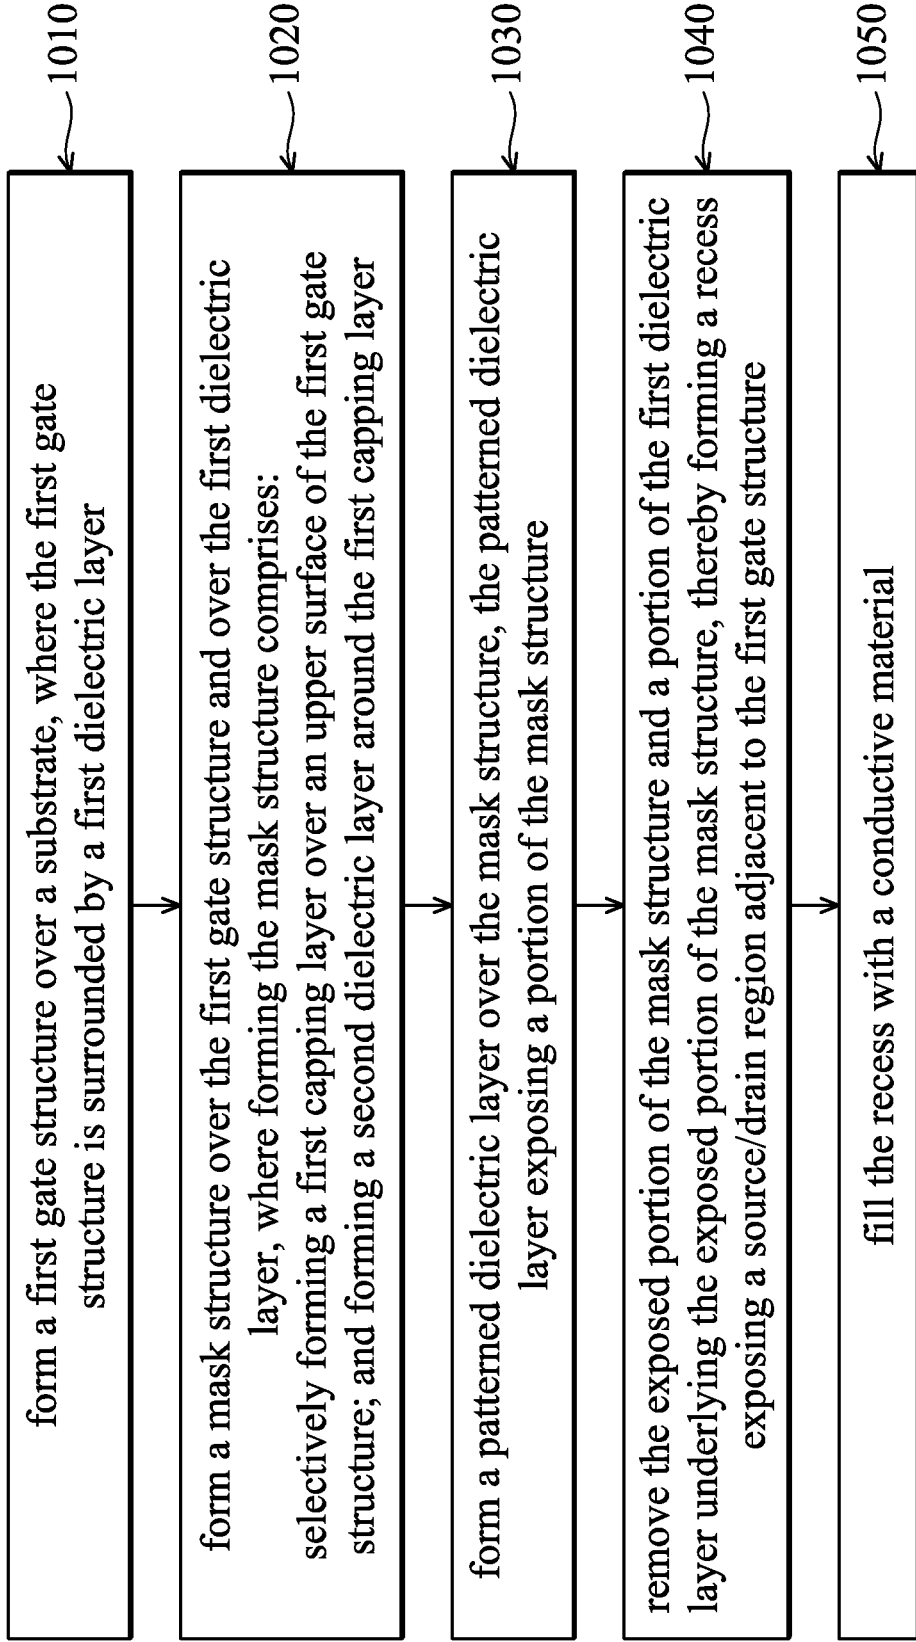 form a first gate structure over a substrate, where the first gate
structure is surrounded by a first dielectric layer
1010
form a mask structure over the first gate structure and over the first dielectric
layer, where forming the mask structure comprises:
selectively forming a first capping layer over an upper surface of the first gate
structure; and forming a second dielectric layer around the first capping layer
1020
form a patterned dielectric layer over the mask structure, the patterned dielectric
layer exposing a portion of the mask structure
1030
remove the exposed portion of the mask structure and a portion of the first dielectric
layer underlying the exposed portion of the mask structure, thereby forming a recess
exposing a source/drain region adjacent to the first gate structure
1040
fill the recess with a conductive material
1050